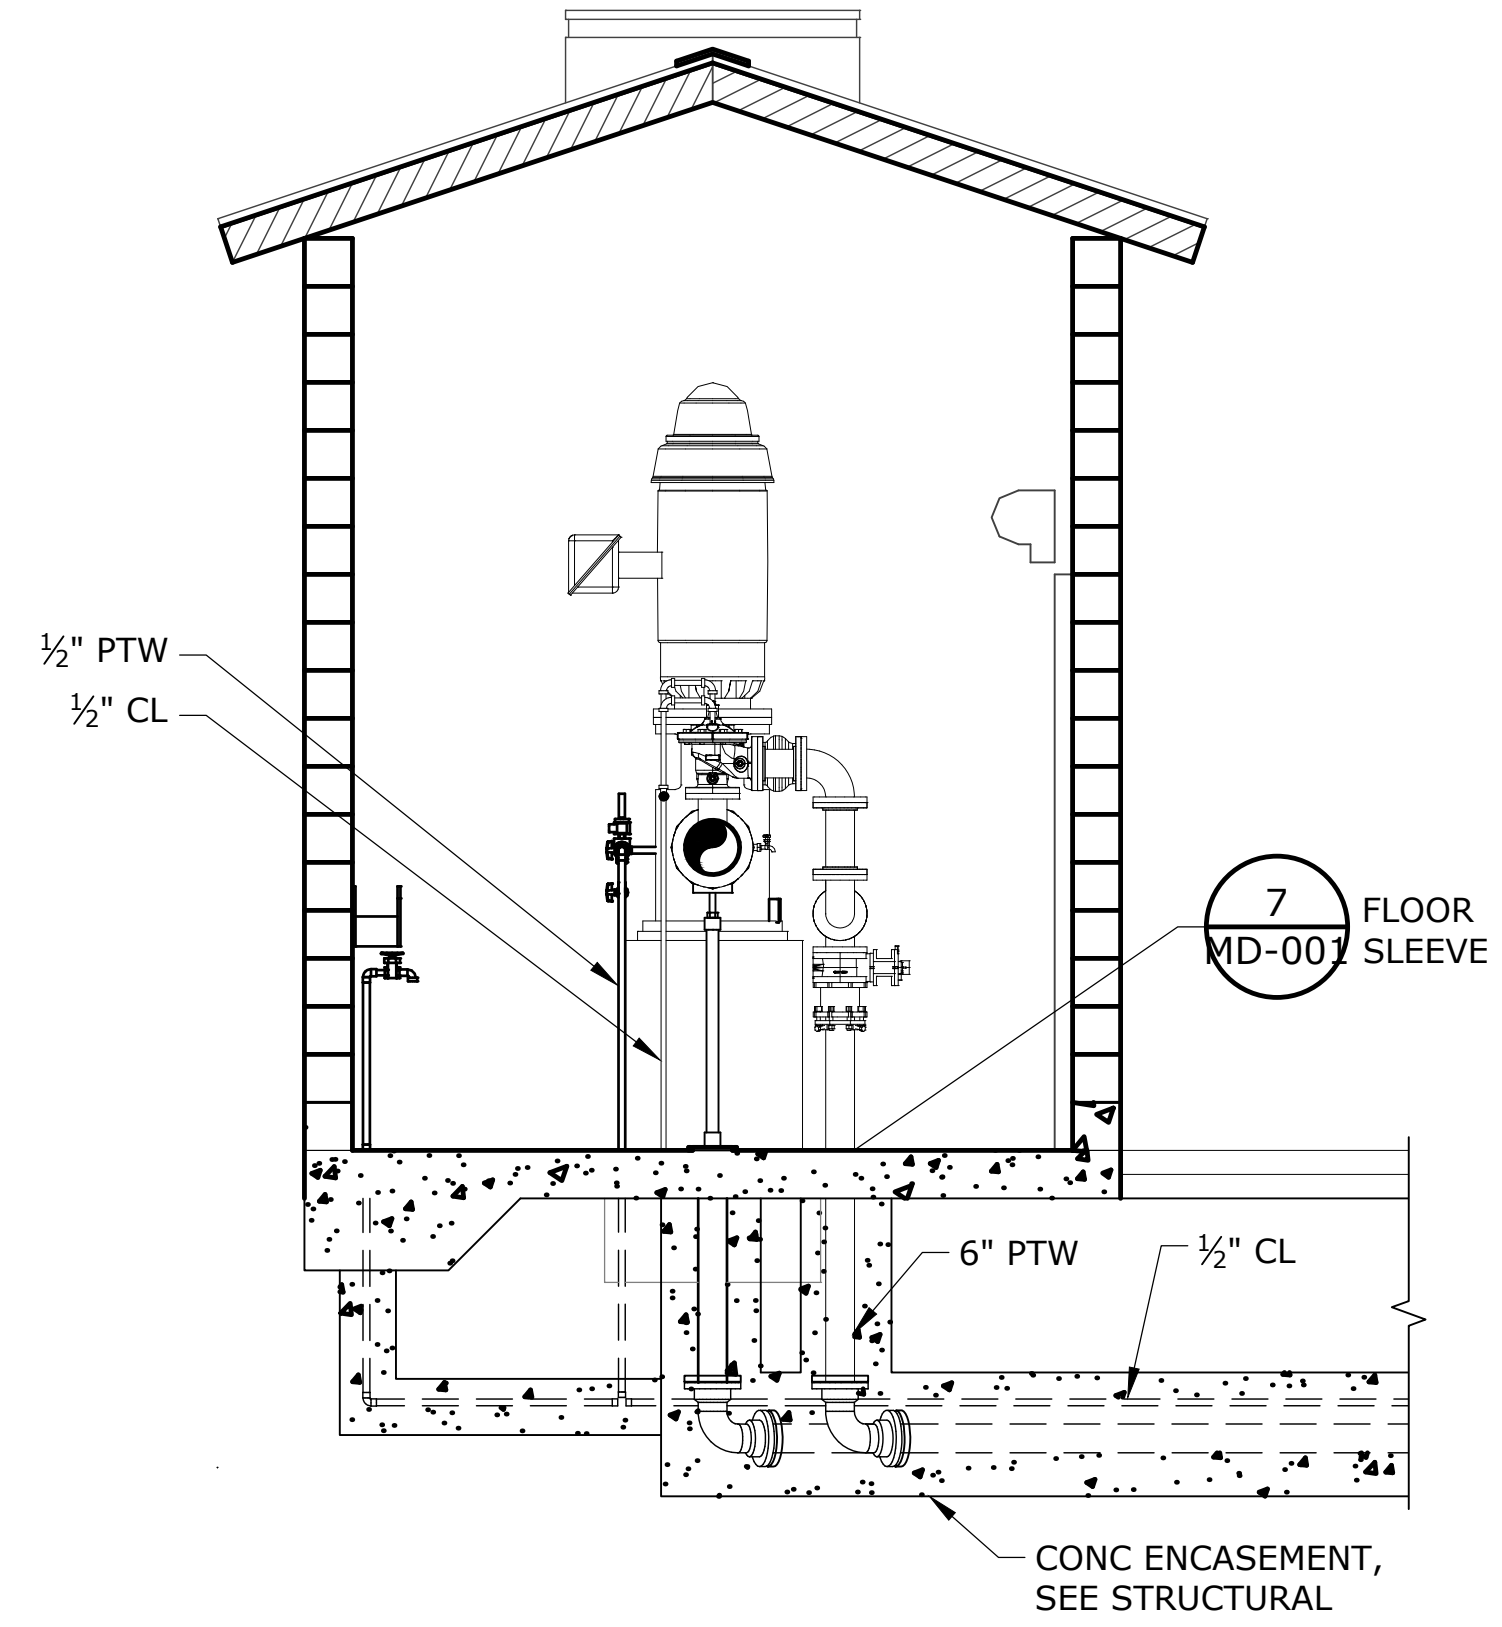 ½" PTW
½" CL
7
MD-001
FLOOR
SLEEVE
6" PTW
½" CL
CONC ENCASEMENT,
SEE STRUCTURAL